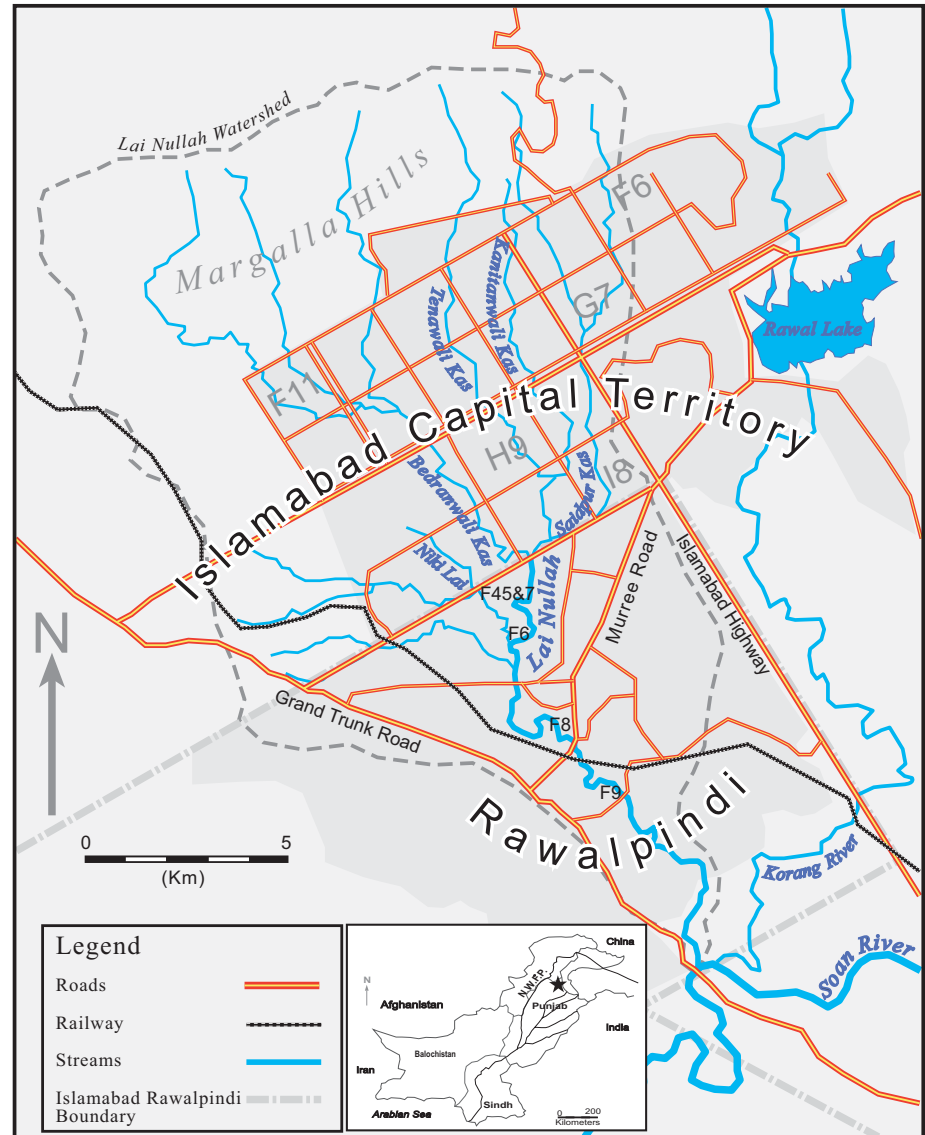 Lai Nullah Watershed
Margalla Hills
F6
Kanitanwali Kas
Tenawali Kas
G7
Rawal Lake
F11
Islamabad Capital Territory
H9
I8
Bedranwali Kas
Saidpur Kas
Niki Lai
F45&7
Lai Nullah
Murree Road
Islamabad Highway
F6
N
Grand Trunk Road
F8
F9
Rawalpindi
0 5
(Km)
Korang River
Soan River
Legend
Roads
Railway
Streams
Islamabad Rawalpindi
Boundary
China
N
N.W.F.P.
Afghanistan
Punjab
India
Balochistan
Iran
Sindh
Arabian Sea
0 200
Kilometers